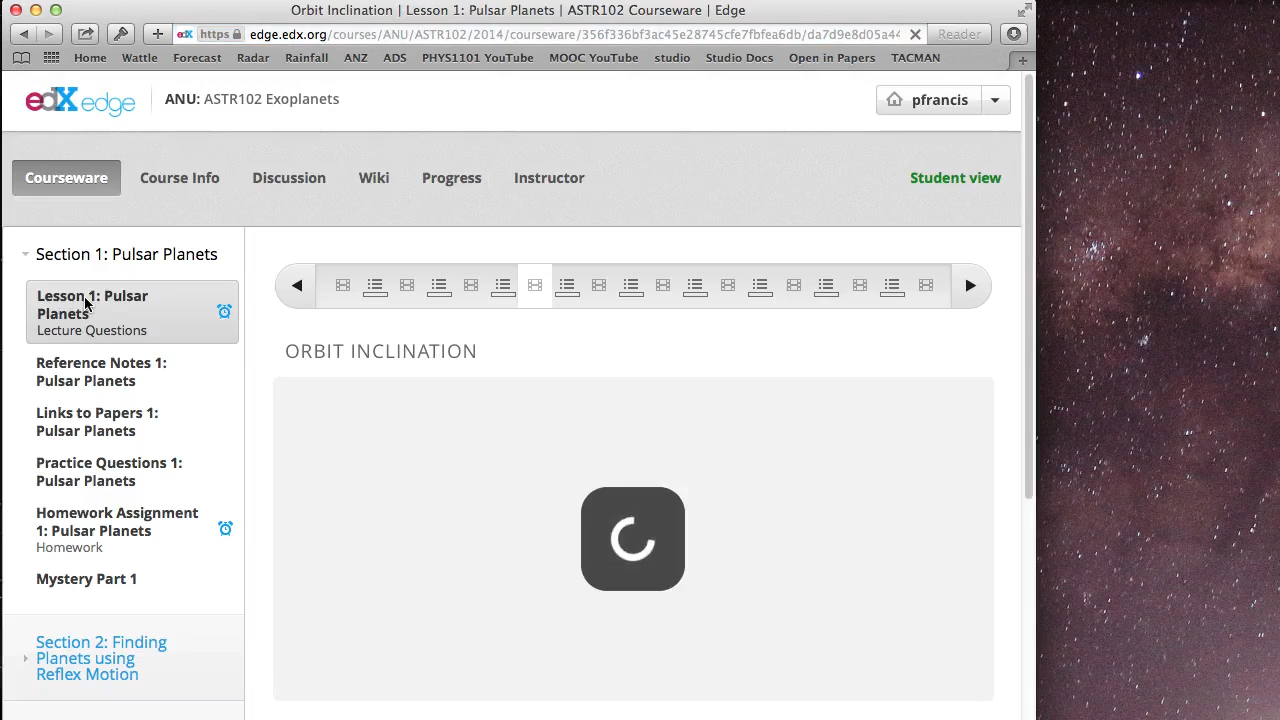 Orbit Inclination | Lesson 1: Pulsar Planets | ASTR102 Courseware | Edge
edX https edge.edx.org/courses/ANU/ASTR102/2014/courseware/356f336bf3ac45e28745cfe7fbfea6db/da7d9e8d05a44 Reader
Home Wattle Forecast Radar Rainfall ANZ ADS PHYS1101 YouTube MOOC YouTube studio Studio Docs Open in Papers TACMAN
edX edge ANU: ASTR102 Exoplanets pfrancis
Courseware Course Info Discussion Wiki Progress Instructor Student view
Section 1: Pulsar Planets
Lesson 1: Pulsar
Planets
Lecture Questions
Reference Notes 1:
Pulsar Planets
Links to Papers 1:
Pulsar Planets
Practice Questions 1:
Pulsar Planets
Homework Assignment
1: Pulsar Planets
Homework
Mystery Part 1
Section 2: Finding
Planets using
Reflex Motion
ORBIT INCLINATION